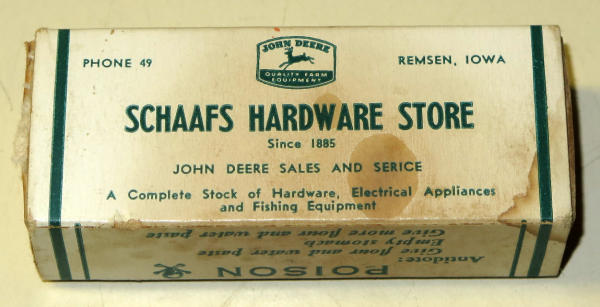 PHONE 49
JOHN DEERE
QUALITY FARM
EQUIPMENT
REMSEN, IOWA
SCHAAFS HARDWARE STORE
Since 1885
JOHN DEERE SALES AND SERICE
A Complete Stock of Hardware, Electrical Appliances
and Fishing Equipment
POISON
Antidote:
Give flour and water paste
Empty stomach
Give more flour and water paste